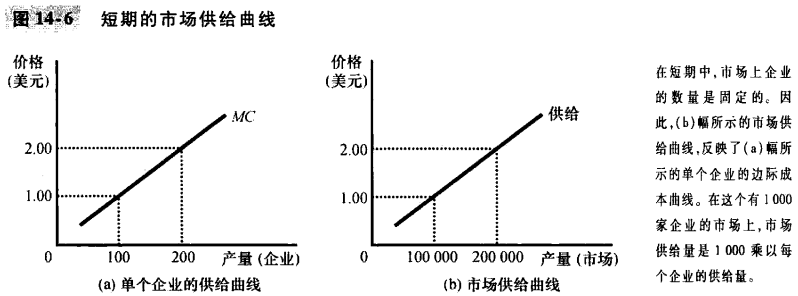 图 14-6 短期的市场供给曲线
价格
(美元)
MC
2.00
1.00
0
100
200
产量 (企业)
(a) 单个企业的供给曲线
价格
(美元)
供给
2.00
1.00
0
100 000
200 000
产量 (市场)
(b) 市场供给曲线
在短期中,市场上企业
的数量是固定的。因
此,(b)幅所示的市场供
给曲线,反映了(a)幅所
示的单个企业的边际成
本曲线。在这个有1000
家企业的市场上,市场
供给量是1000乘以每
个企业的供给量。